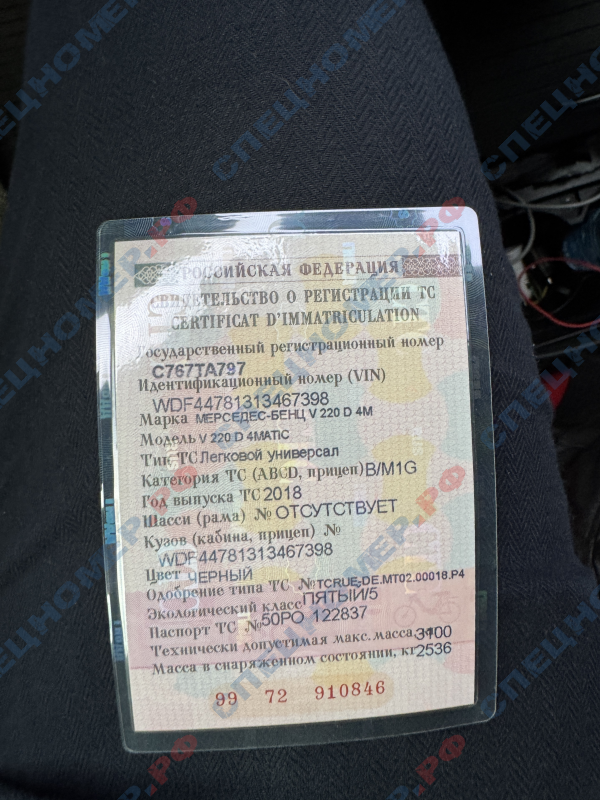 РОССИЙСКАЯ ФЕДЕРАЦИЯ
СВИДЕТЕЛЬСТВО О РЕГИСТРАЦИИ ТС
CERTIFICAT D'IMMATRICULATION
Государственный регистрационный номер
С767ТА797
Идентификационный номер (VIN)
WDF44781313467398
Марка МЕРСЕДЕС-БЕНЦ V 220 D 4M
Модель V 220 D 4MATIC
Тип ТС Легковой универсал
Категория ТС (ABCD, прицеп) B/M1G
Год выпуска ТС 2018
Шасси (рама) № ОТСУТСТВУЕТ
Кузов (кабина, прицеп) №
WDF44781313467398
Цвет ЧЕРНЫЙ
Одобрение типа ТС № TCRUE-DE.MT02.00018.P4
Экологический класс ПЯТЫЙ/5
Паспорт ТС № 50РО 122837
Технически допустимая макс. масса, кг 3100
Масса в снаряженном состоянии, кг 2536
99 72 910846
СПЕЦНОМЕР.РФ